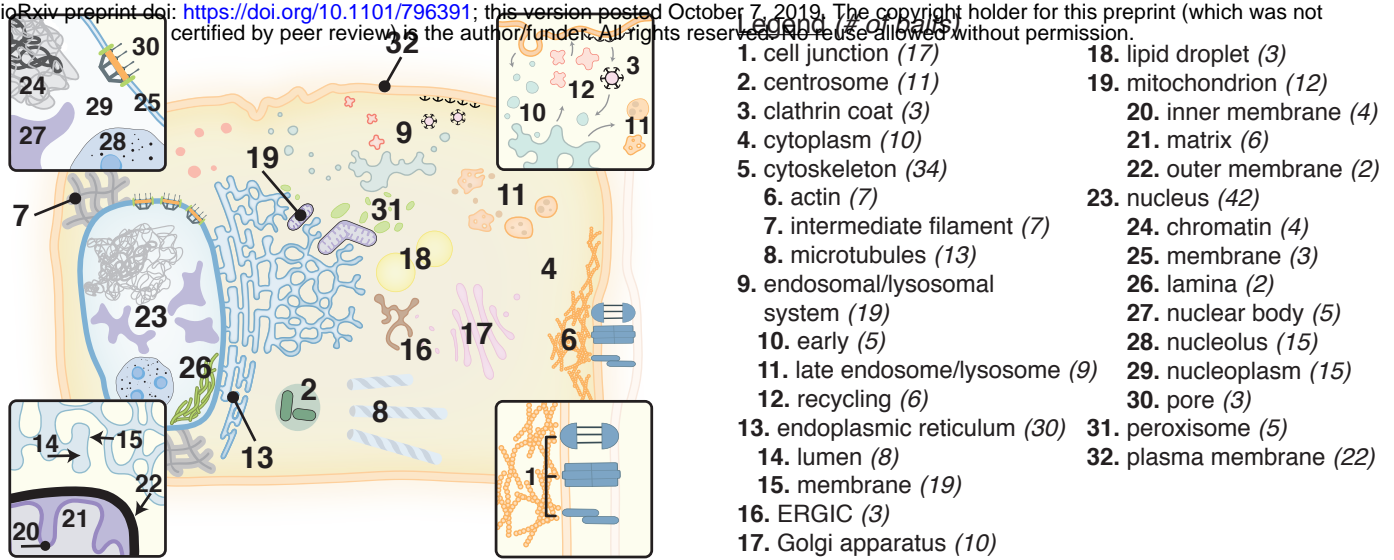 ioRxiv preprint doi: https://doi.org/10.1101/796391; this version posted October 7, 2019. The copyright holder for this preprint (which was not
certified by peer review) is the author/funder. All rights reserved. No reuse allowed without permission.
Legend (# of baits)
1. cell junction (17)
2. centrosome (11)
3. clathrin coat (3)
4. cytoplasm (10)
5. cytoskeleton (34)
6. actin (7)
7. intermediate filament (7)
8. microtubules (13)
9. endosomal/lysosomal
system (19)
10. early (5)
11. late endosome/lysosome (9)
12. recycling (6)
13. endoplasmic reticulum (30)
14. lumen (8)
15. membrane (19)
16. ERGIC (3)
17. Golgi apparatus (10)
18. lipid droplet (3)
19. mitochondrion (12)
20. inner membrane (4)
21. matrix (6)
22. outer membrane (2)
23. nucleus (42)
24. chromatin (4)
25. membrane (3)
26. lamina (2)
27. nuclear body (5)
28. nucleolus (15)
29. nucleoplasm (15)
30. pore (3)
31. peroxisome (5)
32. plasma membrane (22)
30
24
29
25
27
28
32
3
12
10
11
9
19
7
31
11
18
4
23
17
16
6
26
2
8
13
14
15
22
21
20
1